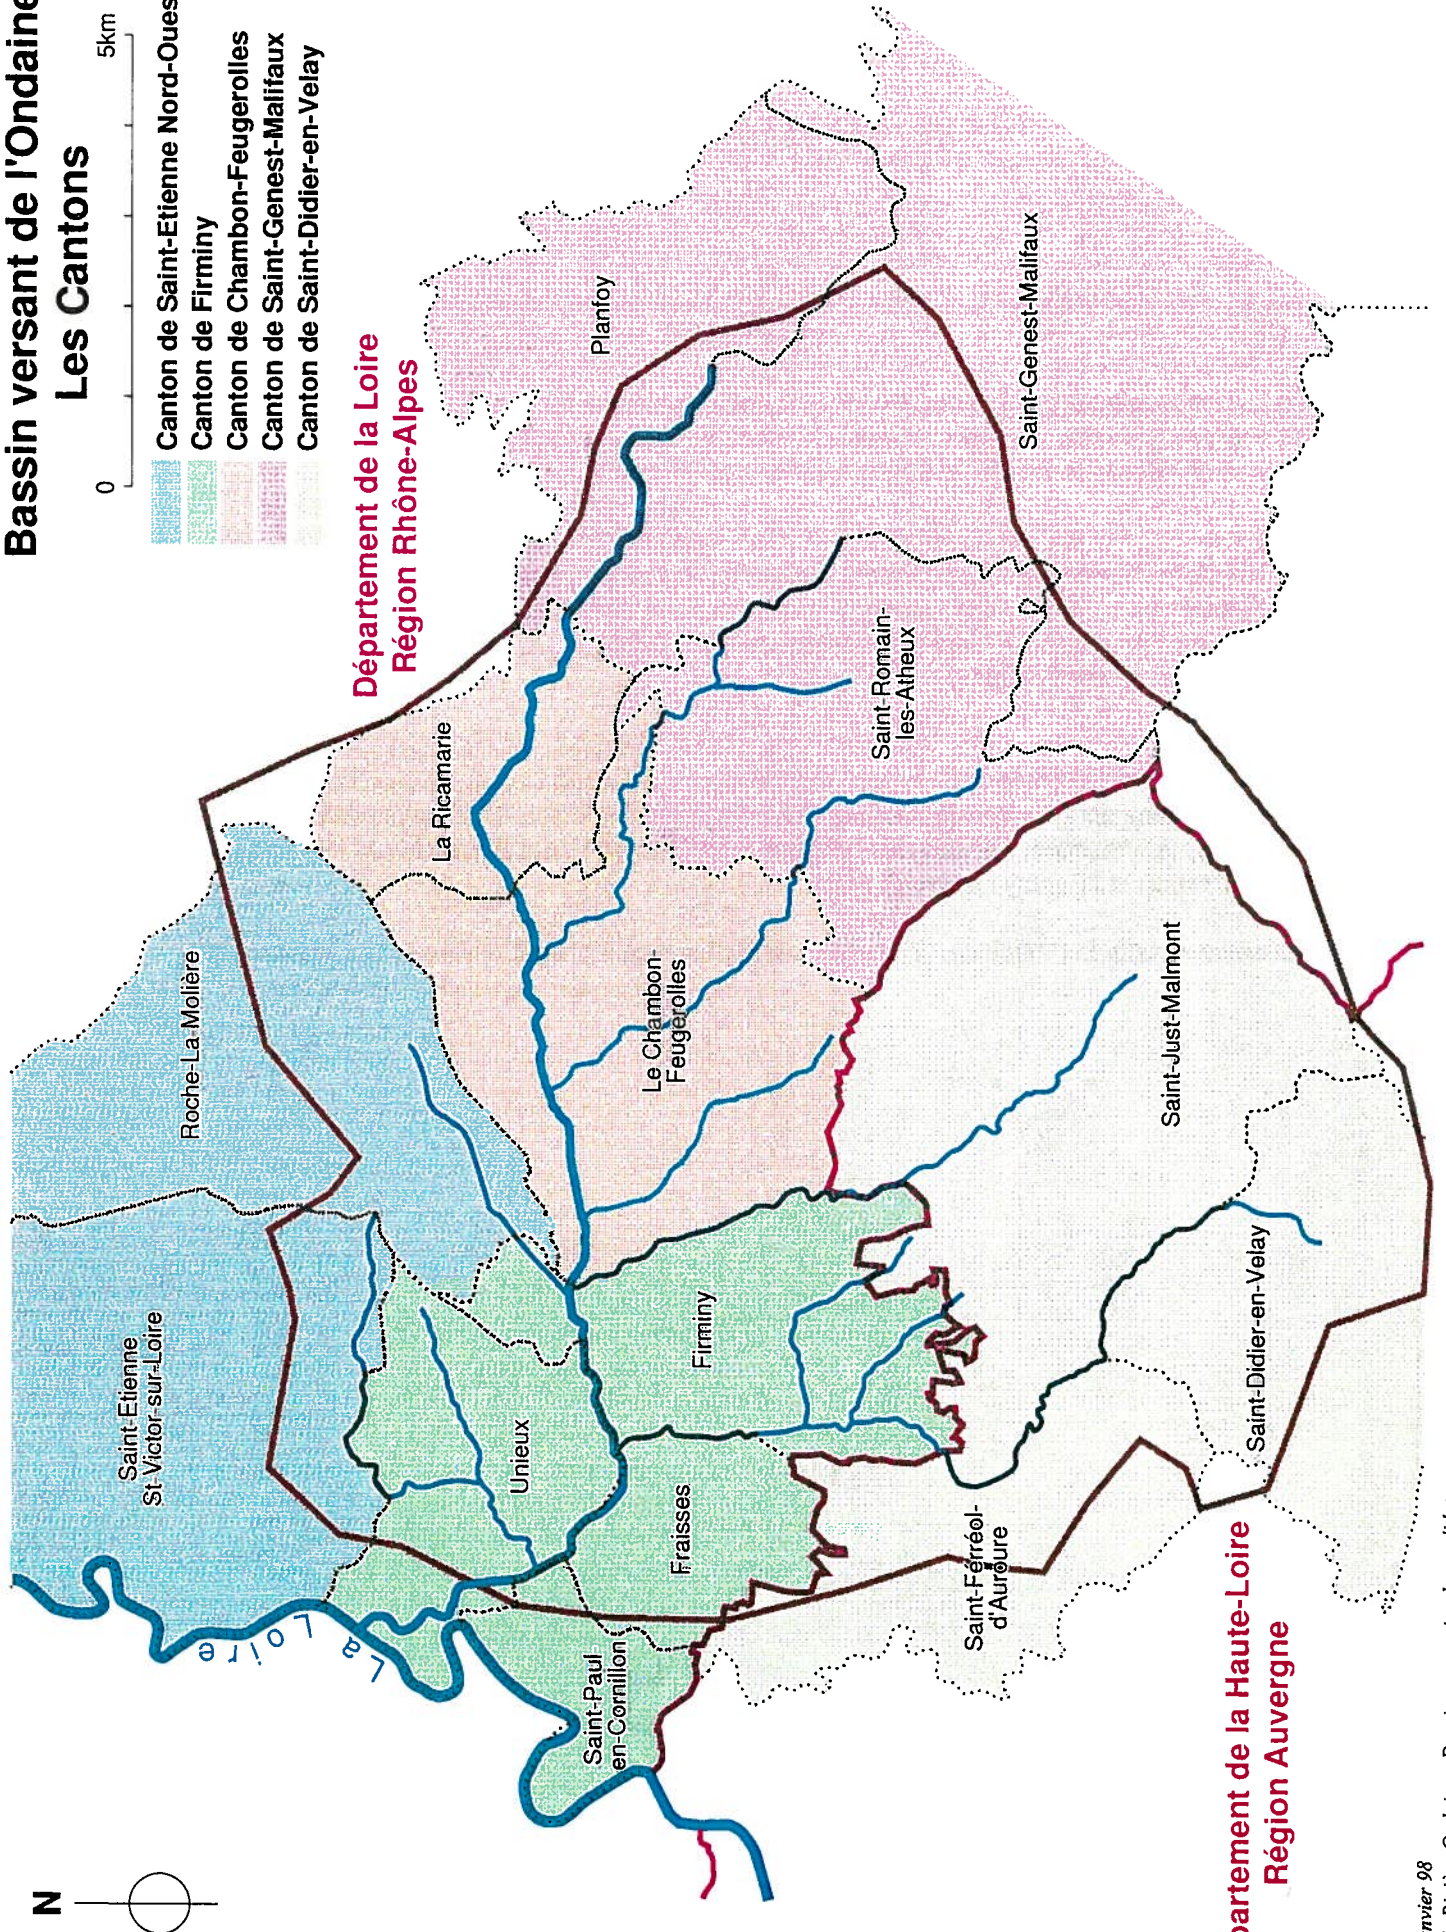 Bassin versant de l'Ondaine
Les Cantons
0 5km
Canton de Saint-Etienne Nord-Oues
Canton de Firminy
Canton de Chambon-Feugerolles
Canton de Saint-Genest-Malifaux
Canton de Saint-Didier-en-Velay
N
Département de la Loire
Région Rhône-Alpes
Saint-Etienne
St-Victor-sur-Loire
Roche-La-Molière
La Loire
La Ricamarie
Unieux
Planfoy
Saint-Paul
en-Cornillon
Fraisses
Firminy
Le Chambon-
Feugerolles
Saint-Romain-
les-Atheux
Saint-Genest-Malifaux
Saint-Ferréol-
d'Auroure
Saint-Just-Malmont
Saint-Didier-en-Velay
partement de la Haute-Loire
Région Auvergne
nvier 98